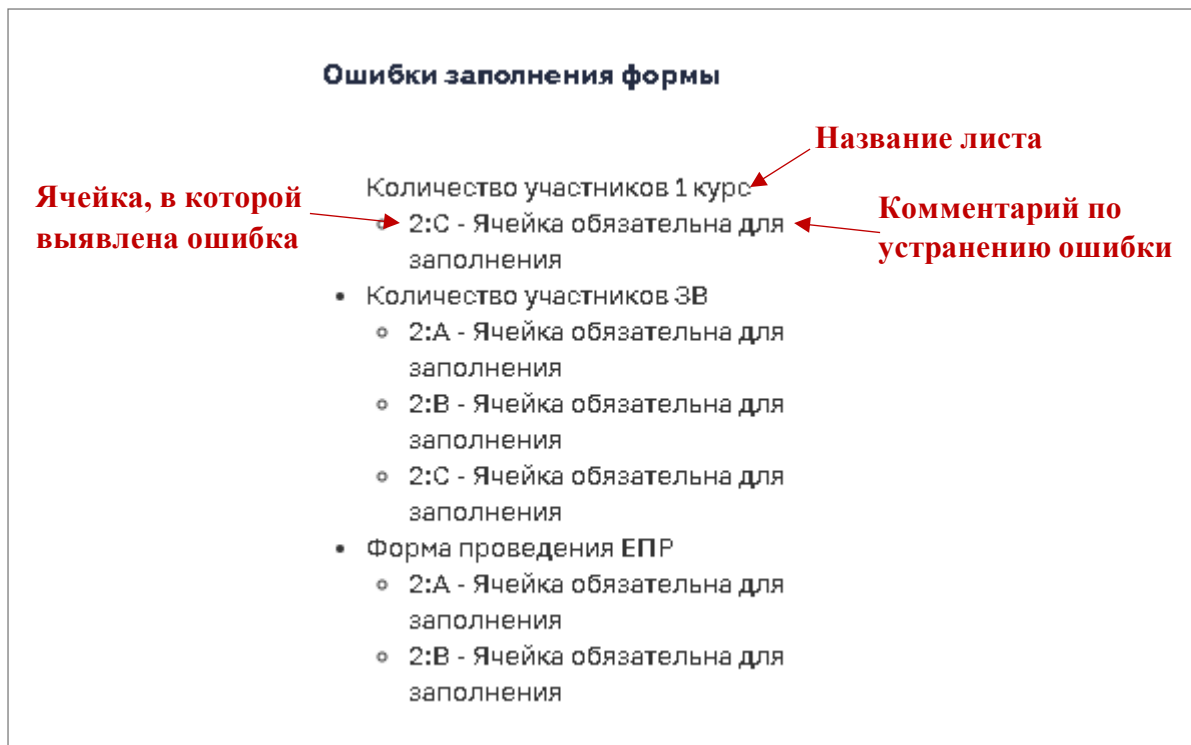 Ошибки заполнения формы
Название листа
Количество участников 1 курс
Ячейка, в которой
выявлена ошибка
2:C - Ячейка обязательна для
заполнения
Комментарий по
устранению ошибки
• Количество участников ЗВ
2:A - Ячейка обязательна для
заполнения
2:B - Ячейка обязательна для
заполнения
2:C - Ячейка обязательна для
заполнения
• Форма проведения ЕПР
2:A - Ячейка обязательна для
заполнения
2:B - Ячейка обязательна для
заполнения